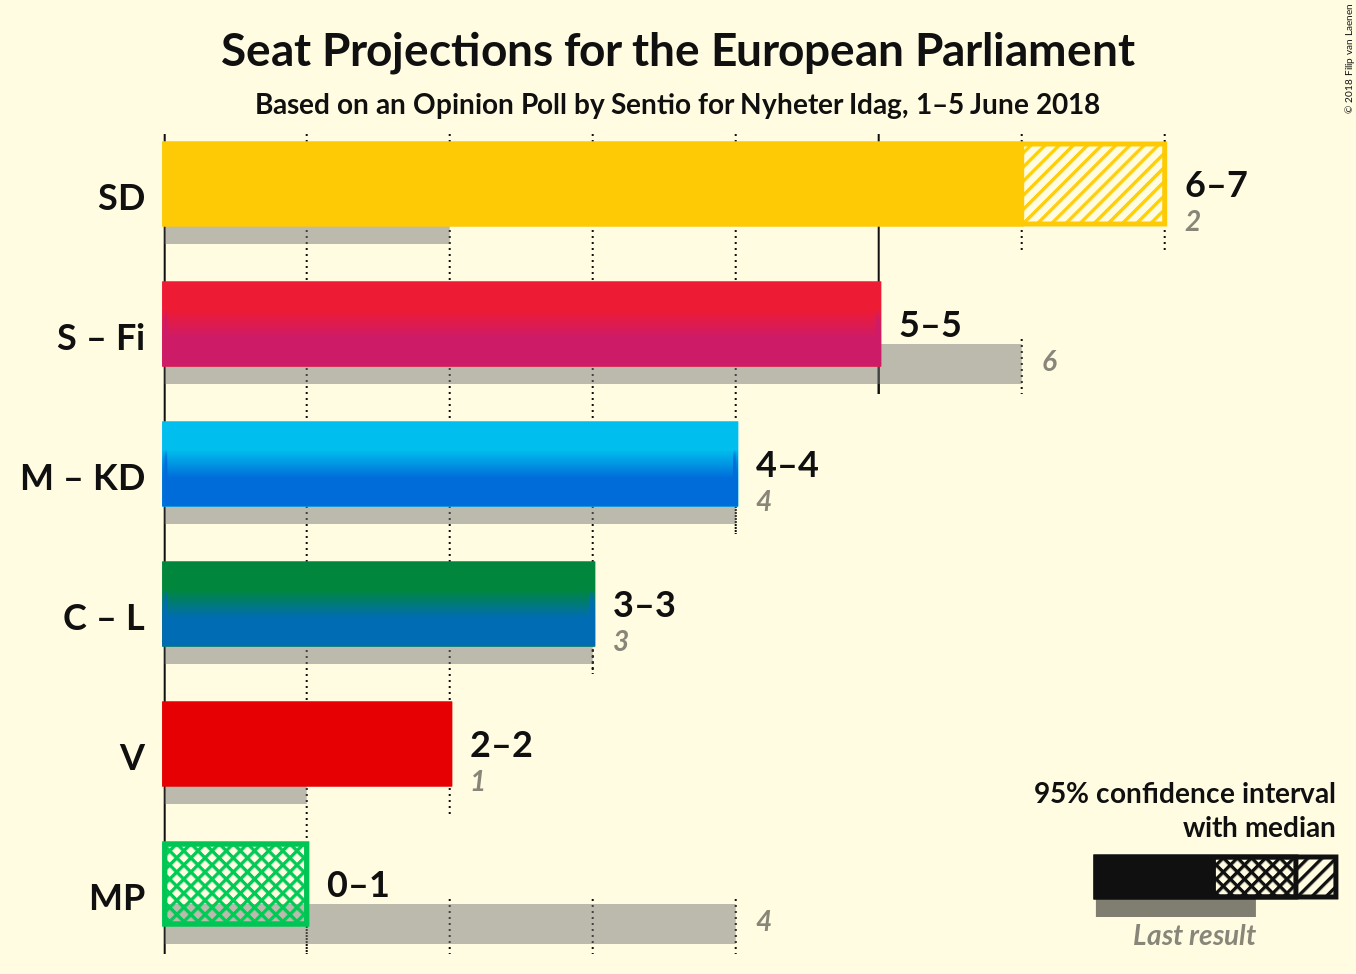 Seat Projections for the European Parliament
Based on an Opinion Poll by Sentio for Nyheter Idag, 1–5 June 2018
© 2018 Filip van Laenen
SD
6–7
2
S – Fi
5–5
6
M – KD
4–4
4
C – L
3–3
3
V
2–2
1
MP
0–1
4
95% confidence interval
with median
Last result